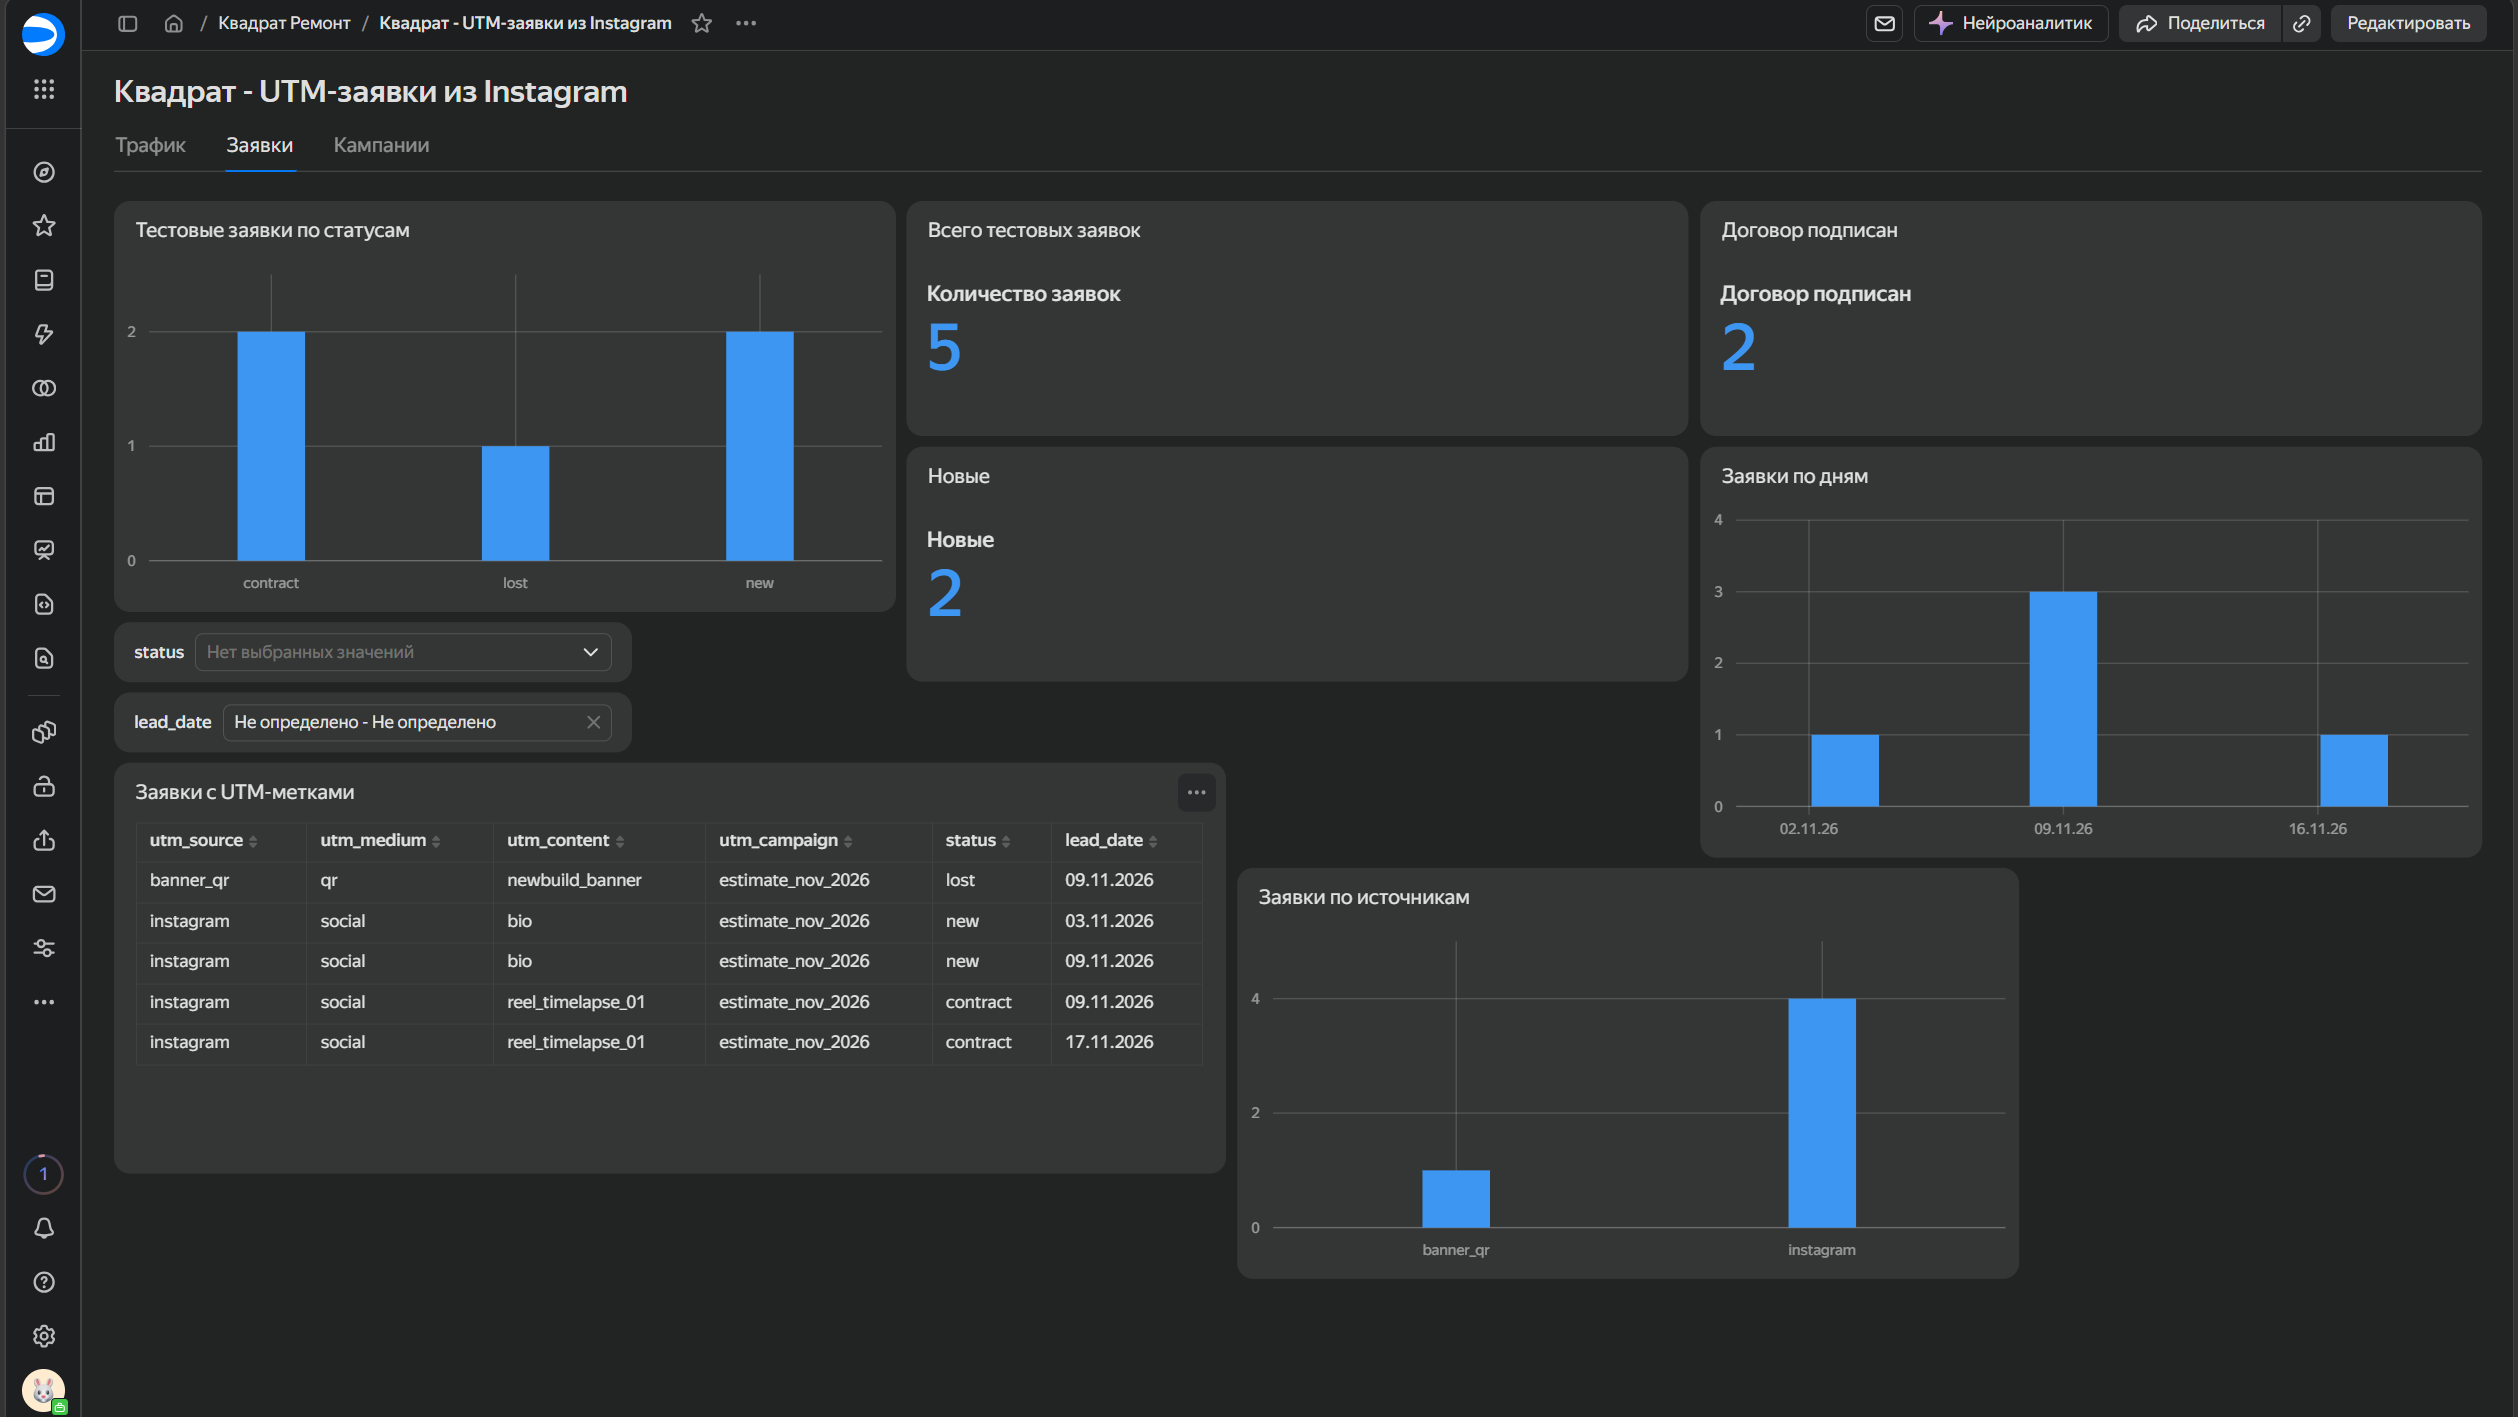 / Квадрат Ремонт / Квадрат - UTM-заявки из Instagram
Нейроаналитик
Поделиться
Редактировать
Квадрат - UTM-заявки из Instagram
Трафик
Заявки
Кампании
Тестовые заявки по статусам
2
1
0
contract
lost
new
Всего тестовых заявок
Количество заявок
5
Договор подписан
Договор подписан
2
Новые
Новые
2
Заявки по дням
4
3
2
1
0
02.11.26
09.11.26
16.11.26
status
Нет выбранных значений
lead_date
Не определено - Не определено
Заявки с UTM-метками
utm_source utm_medium utm_content utm_campaign status lead_date
banner_qr qr newbuild_banner estimate_nov_2026 lost 09.11.2026
instagram social bio estimate_nov_2026 new 03.11.2026
instagram social bio estimate_nov_2026 new 09.11.2026
instagram social reel_timelapse_01 estimate_nov_2026 contract 09.11.2026
instagram social reel_timelapse_01 estimate_nov_2026 contract 17.11.2026
Заявки по источникам
4
2
0
banner_qr
instagram
1